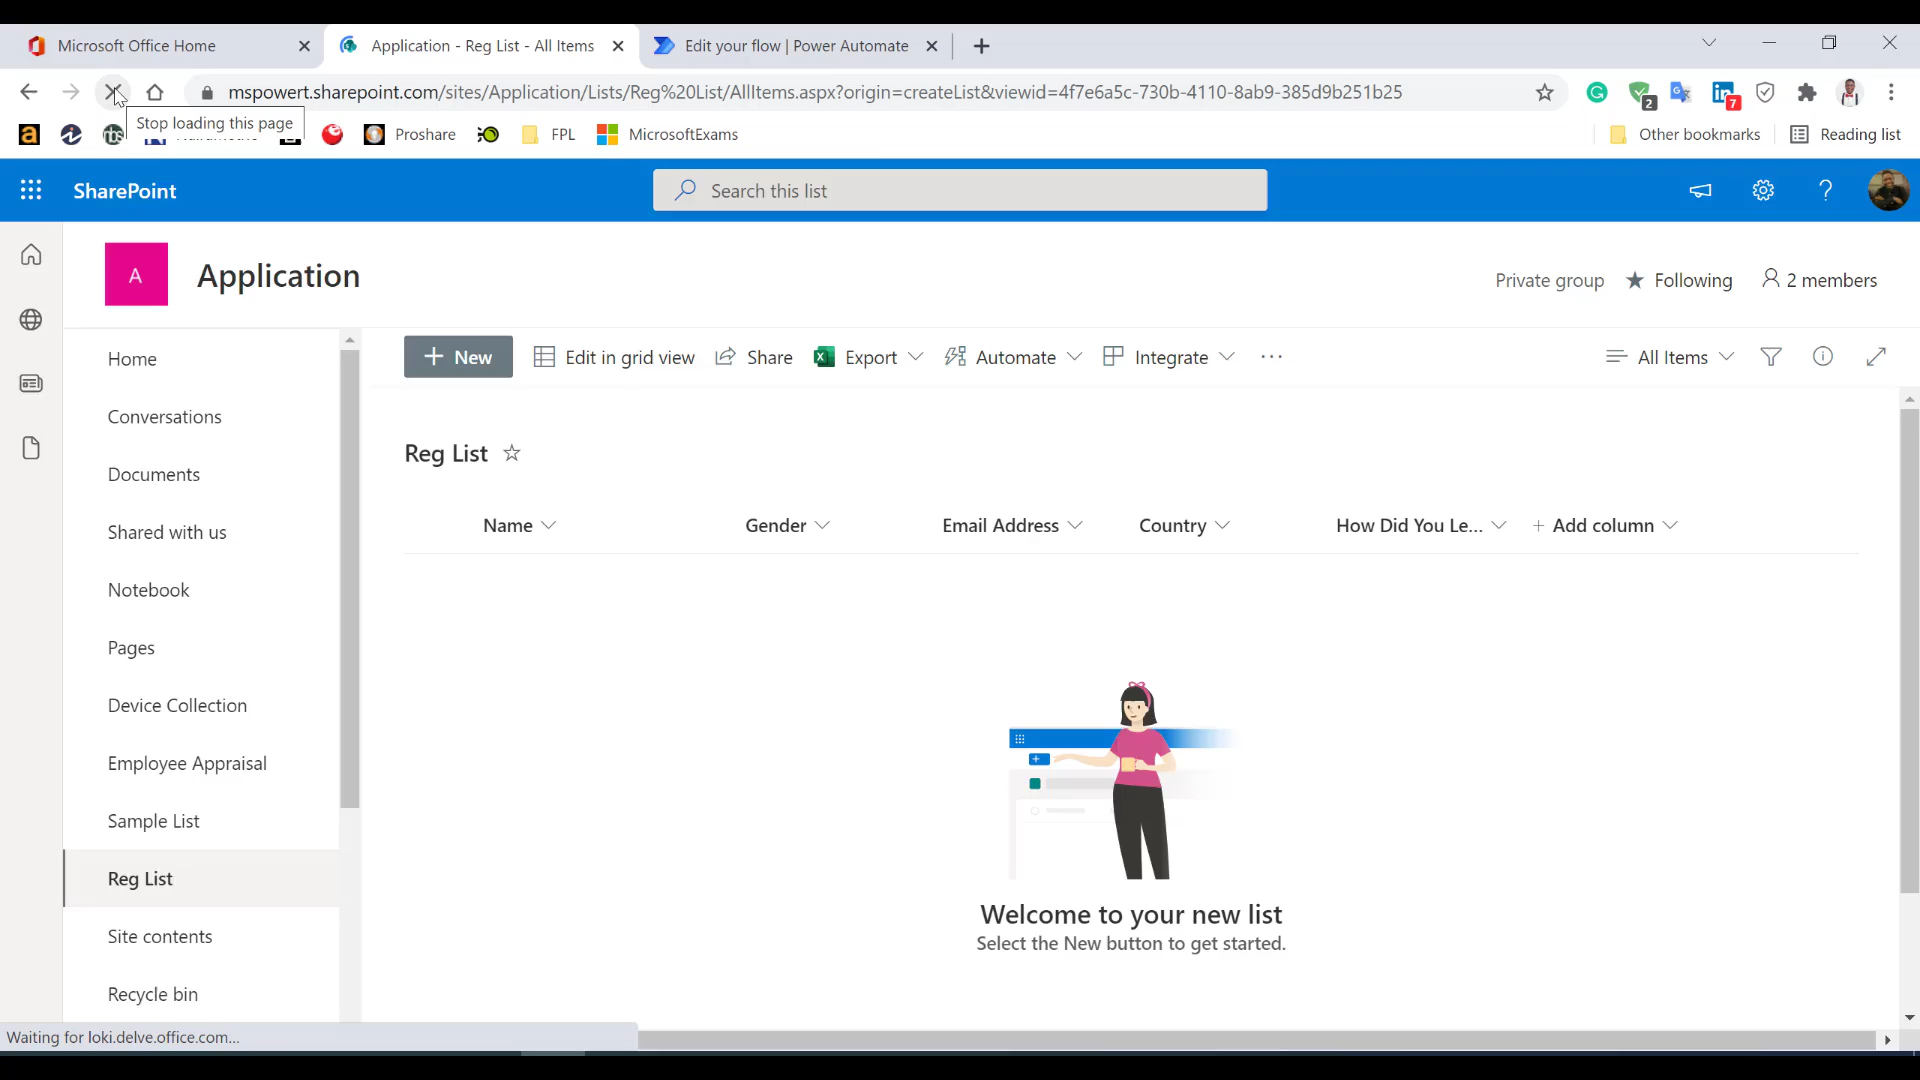 Microsoft Office Home
Application - Reg List - All Items
Edit your flow | Power Automate
mspowert.sharepoint.com/sites/Application/Lists/Reg%20List/AllItems.aspx?origin=createList&viewid=4f7e6a5c-730b-4110-8ab9-385d9b251b25
2
7
Stop loading this page
Proshare
FPL
MicrosoftExams
Other bookmarks
Reading list
SharePoint
Search this list
A
Application
Private group
Following
2 members
Home
Conversations
Documents
Shared with us
Notebook
Pages
Device Collection
Employee Appraisal
Sample List
Reg List
Site contents
Recycle bin
New
Edit in grid view
Share
Export
Automate
Integrate
All Items
Reg List
Name
Gender
Email Address
Country
How Did You Le...
Add column
Welcome to your new list
Select the New button to get started.
Waiting for loki.delve.office.com...